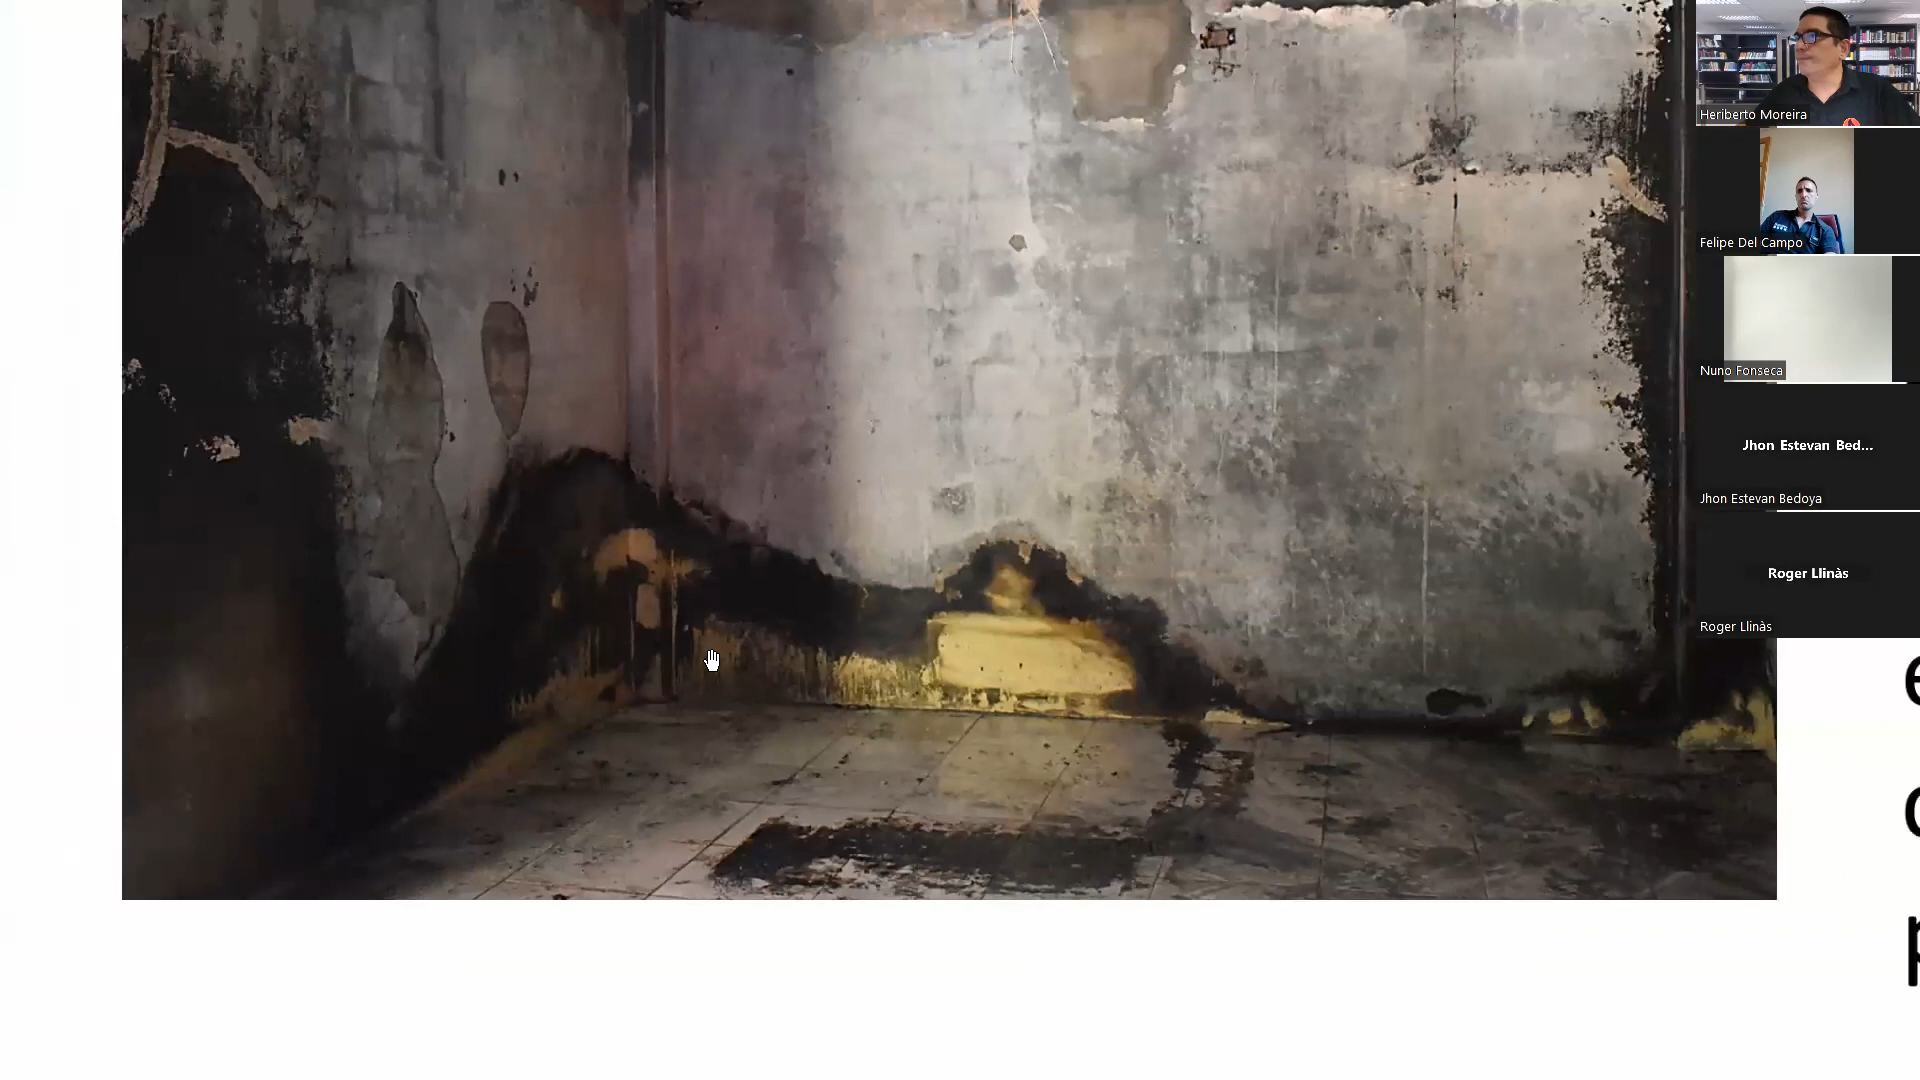 Heriberto Moreira
Felipe Del Campo
Nuno Fonseca
Jhon Estevan Bed...
Jhon Estevan Bedoya
Roger Llinàs
Roger Llinàs